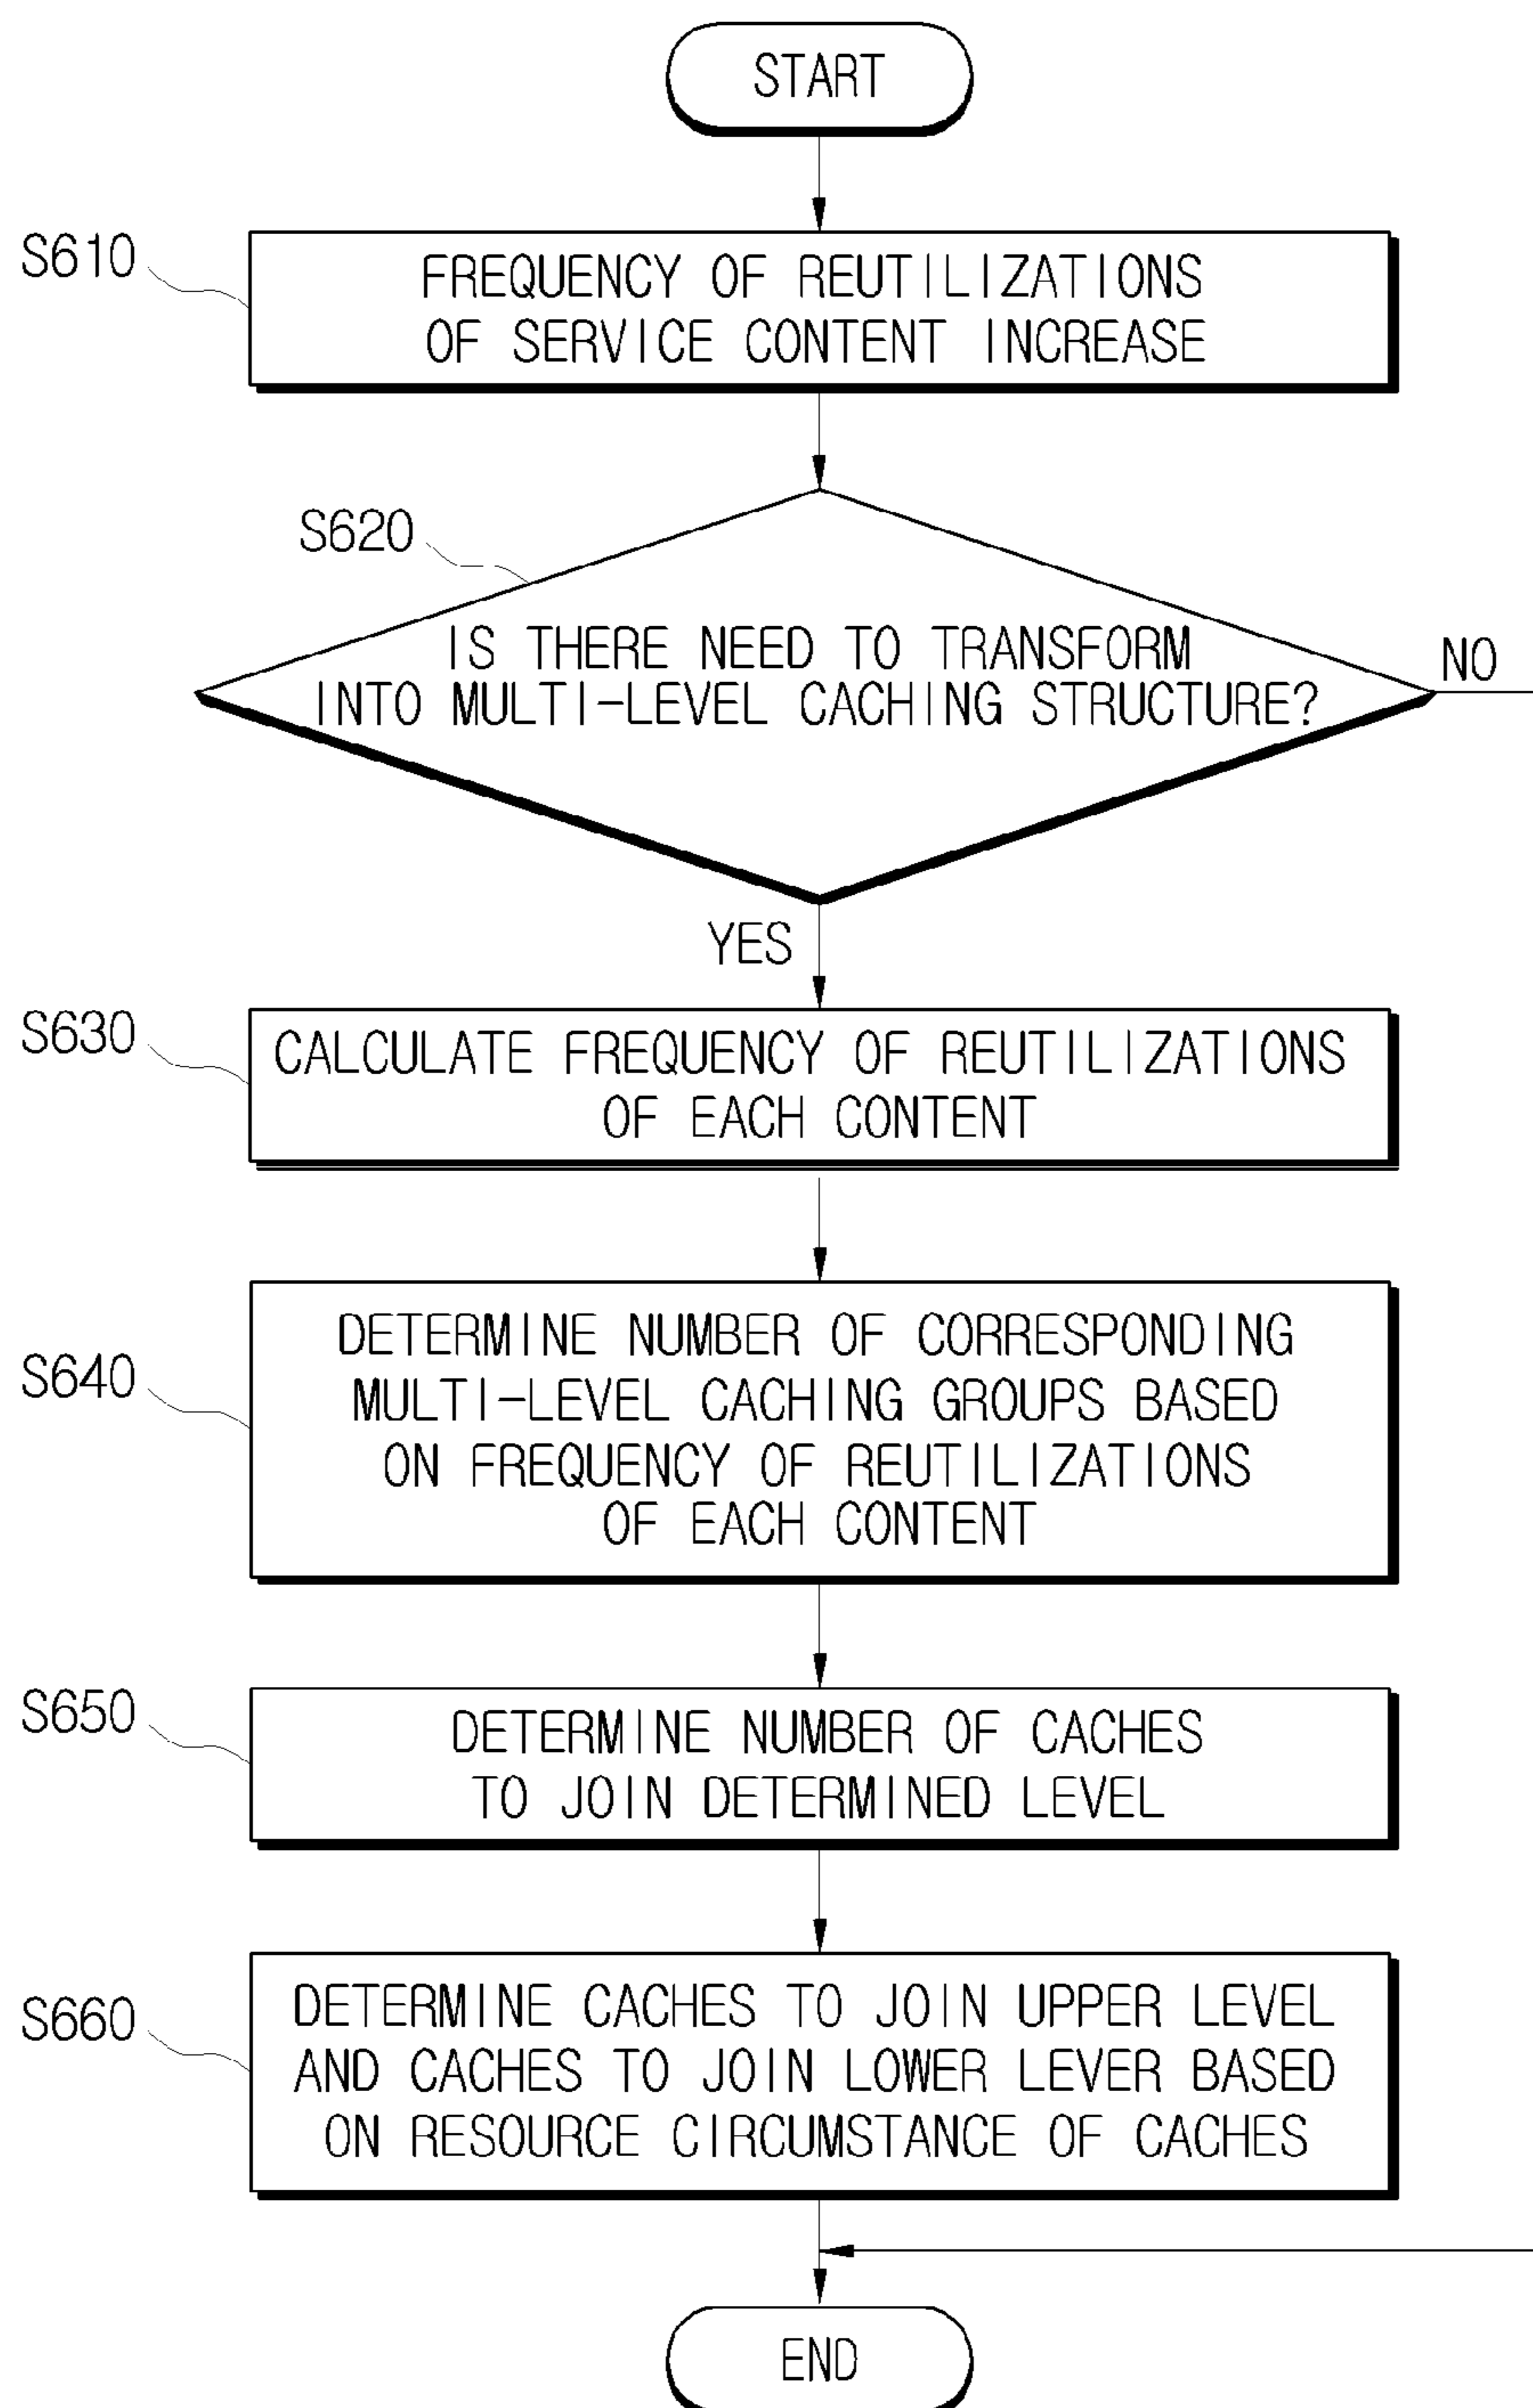 START
S610
FREQUENCY OF REUTILIZATIONS
OF SERVICE CONTENT INCREASE
S620
IS THERE NEED TO TRANSFORM
INTO MULTI-LEVEL CACHING STRUCTURE?
NO
YES
S630
CALCULATE FREQUENCY OF REUTILIZATIONS
OF EACH CONTENT
S640
DETERMINE NUMBER OF CORRESPONDING
MULTI-LEVEL CACHING GROUPS BASED
ON FREQUENCY OF REUTILIZATIONS
OF EACH CONTENT
S650
DETERMINE NUMBER OF CACHES
TO JOIN DETERMINED LEVEL
S660
DETERMINE CACHES TO JOIN UPPER LEVEL
AND CACHES TO JOIN LOWER LEVER BASED
ON RESOURCE CIRCUMSTANCE OF CACHES
END